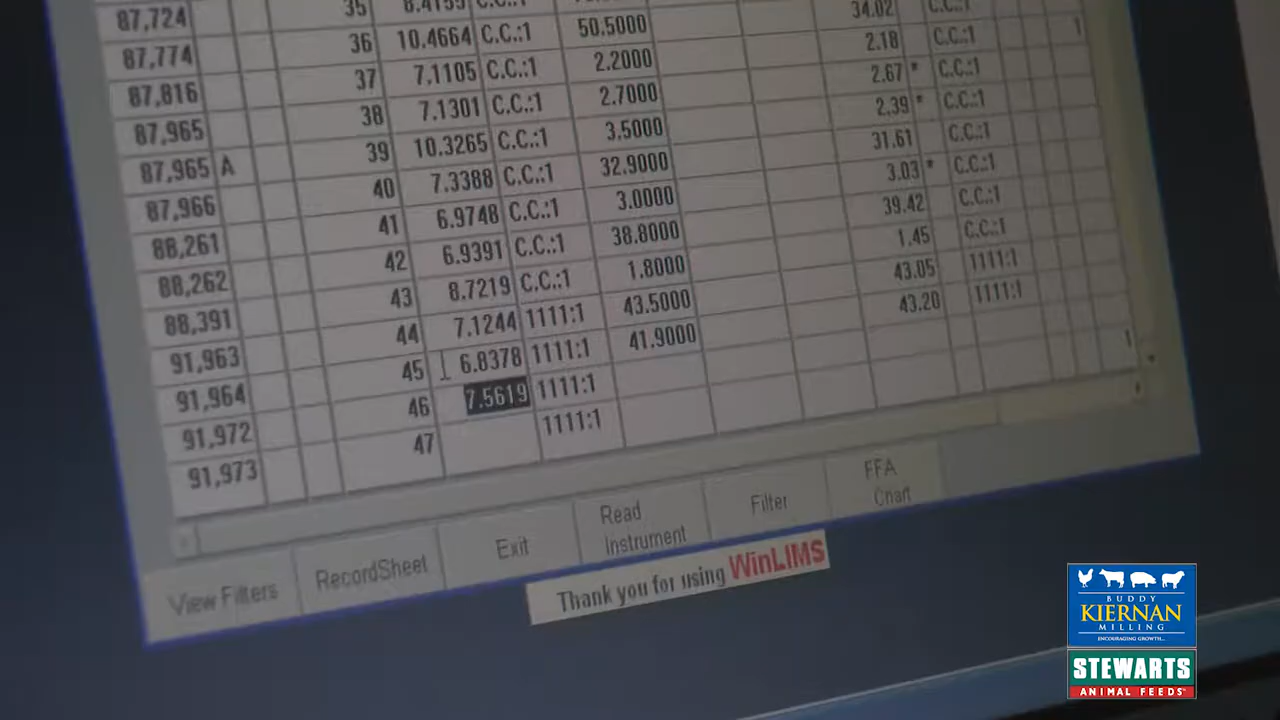 87,724 35
87,774 36 10.4664 C.C.:1 50.5000 34.02 C.C.:1
87,816 37 7.1105 C.C.:1 2.2000 2.18 C.C.:1 1
87,965 38 7.1301 C.C.:1 2.7000 2.67 * C.C.:1
87,965 A 39 10.3265 C.C.:1 3.5000 2.39 * C.C.:1
87,966 40 7.3388 C.C.:1 32.9000 31.61 C.C.:1
88,261 41 6.9748 C.C.:1 3.0000 3.03 * C.C.:1
88,262 42 6.9391 C.C.:1 38.8000 39.42 C.C.:1
88,391 43 8.7219 C.C.:1 1.8000 1.45 C.C.:1
91,963 44 7.1244 1111:1 43.5000 43.05 1111:1
91,964 45 6.8378 1111:1 41.9000 43.20 1111:1
91,972 46 7.5619 1111:1
91,973 47 1111:1 1
View Filters RecordSheet Exit Read Instrument Filter FFA Chart
Thank you for using WinLIMS
BUDDY
KIERNAN
MILLING
ENCOURAGING GROWTH...
STEWARTS
ANIMAL FEEDS